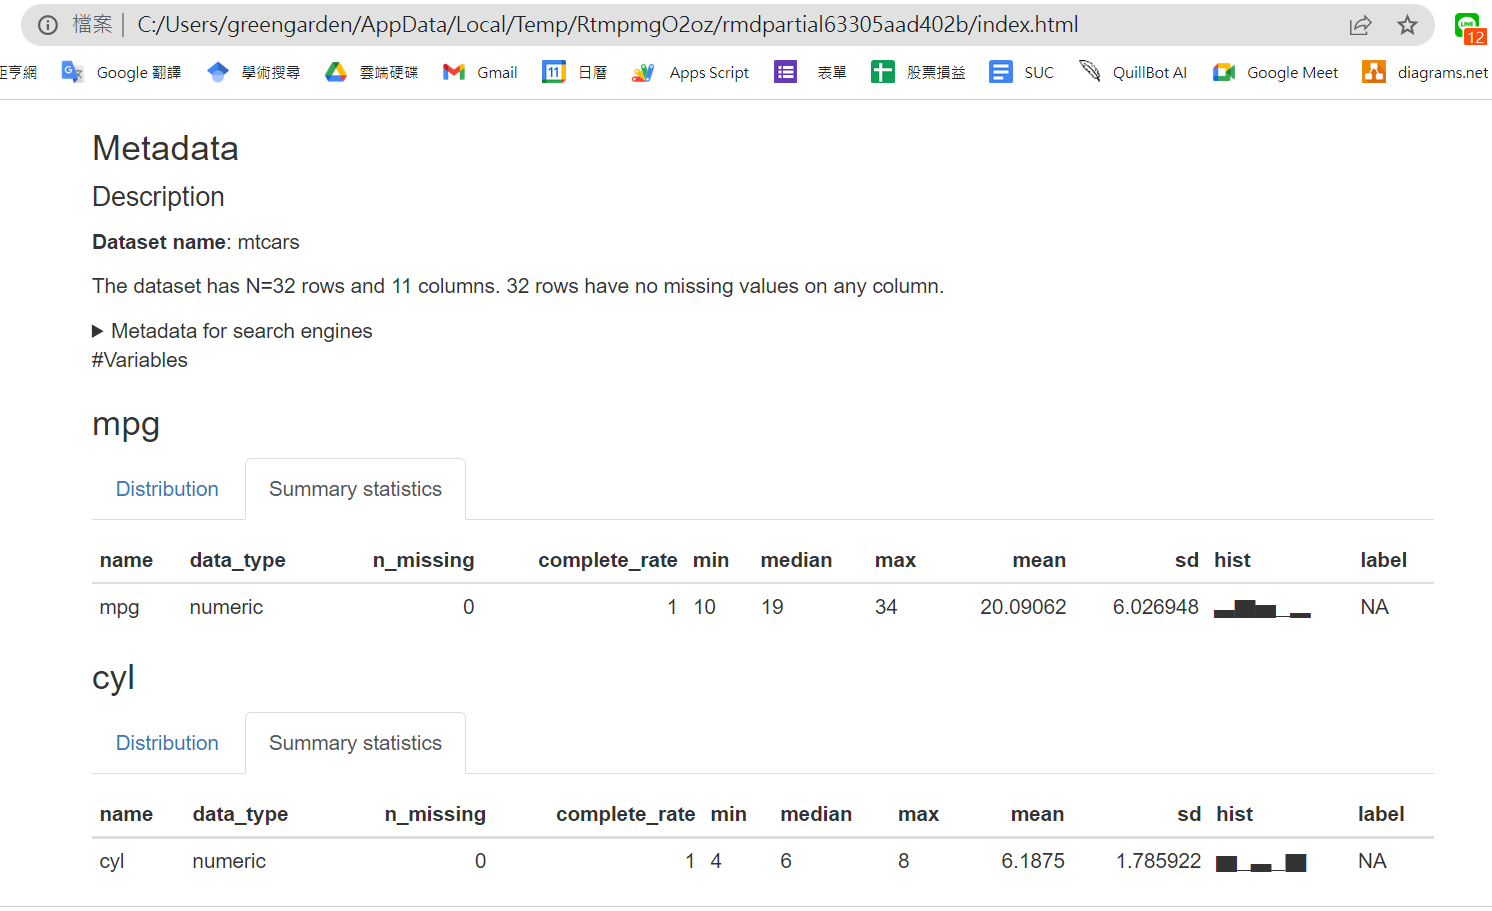 檔案 C:/Users/greengarden/AppData/Local/Temp/RtmpmgO2oz/rmdpartial63305aad402b/index.html
12
亨網 Google 翻譯 學術搜尋 雲端硬碟 Gmail 11 日曆 Apps Script 表單 股票損益 SUC QuillBot AI Google Meet diagrams.net
Metadata
Description
Dataset name: mtcars
The dataset has N=32 rows and 11 columns. 32 rows have no missing values on any column.
Metadata for search engines
#Variables
mpg
Distribution Summary statistics
name data_type n_missing complete_rate min median max mean sd hist label
mpg numeric 0 1 10 19 34 20.09062 6.026948 ▃▇▅▁▂ NA
cyl
Distribution Summary statistics
name data_type n_missing complete_rate min median max mean sd hist label
cyl numeric 0 1 4 6 8 6.1875 1.785922 ▆▁▃▁▇ NA